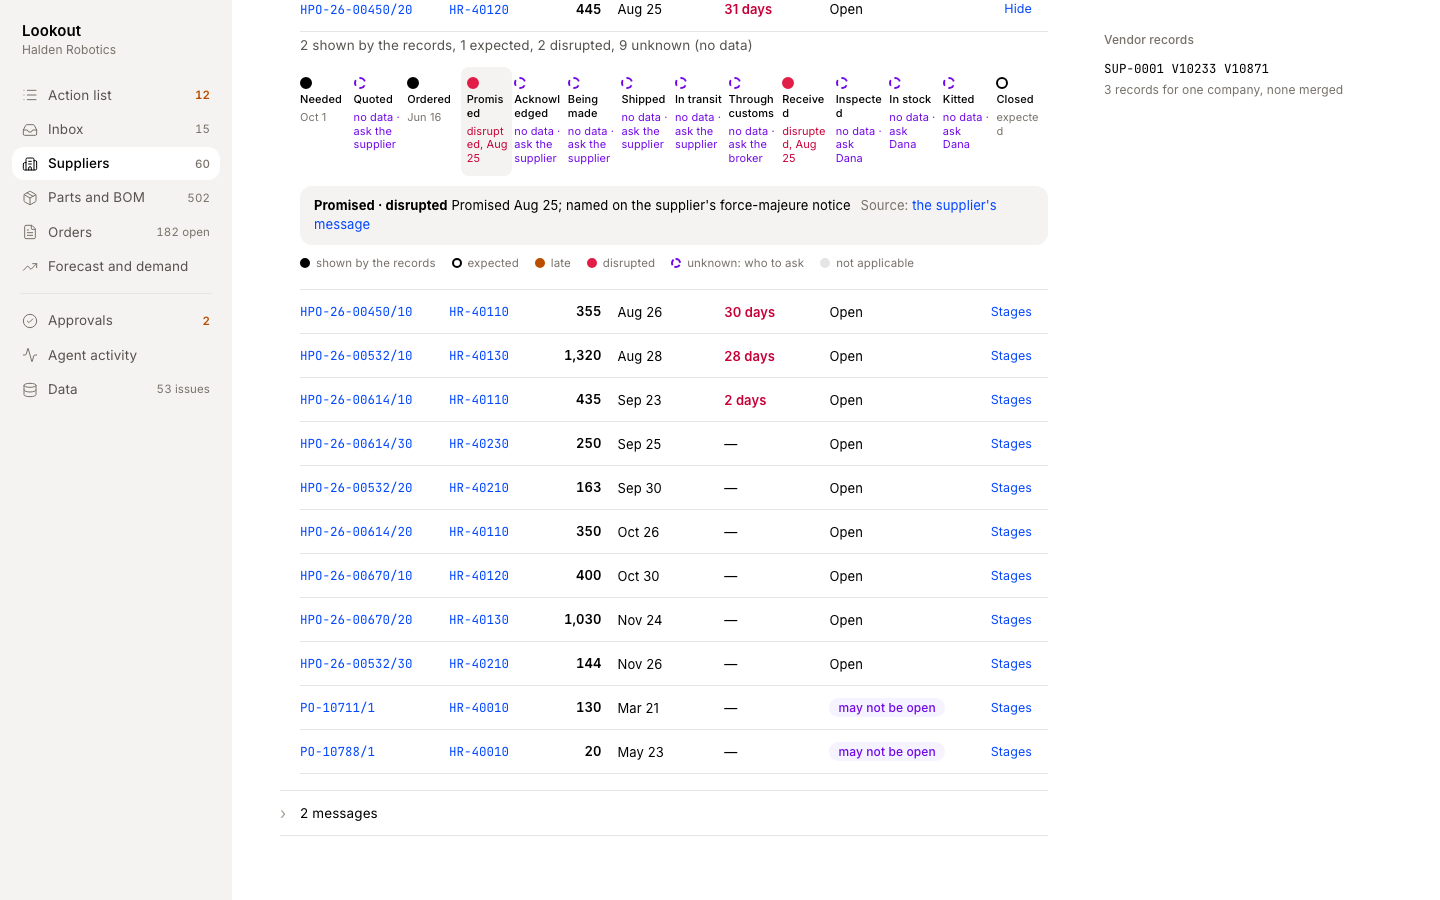 Lookout
Halden Robotics
Action list 12
Inbox 15
Suppliers 60
Parts and BOM 502
Orders 182 open
Forecast and demand
Approvals 2
Agent activity
Data 53 issues
HPO-26-00450/20 HR-40120 445 Aug 25 31 days Open Hide
2 shown by the records, 1 expected, 2 disrupted, 9 unknown (no data)
Needed
Oct 1
Quoted
no data ·
ask the
supplier
Ordered
Jun 16
Promis
ed
disrupt
ed, Aug
25
Acknowl
edged
no data ·
ask the
supplier
Being
made
no data ·
ask the
supplier
Shipped
no data ·
ask the
supplier
In transit
no data ·
ask the
supplier
Through
customs
no data ·
ask the
broker
Receive
d
disrupte
d, Aug
25
Inspecte
d
no data ·
ask
Dana
In stock
no data ·
ask
Dana
Kitted
no data ·
ask
Dana
Closed
expecte
d
Promised · disrupted Promised Aug 25; named on the supplier's force-majeure notice Source: the supplier's
message
shown by the records expected late disrupted unknown: who to ask not applicable
HPO-26-00450/10 HR-40110 355 Aug 26 30 days Open Stages
HPO-26-00532/10 HR-40130 1,320 Aug 28 28 days Open Stages
HPO-26-00614/10 HR-40110 435 Sep 23 2 days Open Stages
HPO-26-00614/30 HR-40230 250 Sep 25 — Open Stages
HPO-26-00532/20 HR-40210 163 Sep 30 — Open Stages
HPO-26-00614/20 HR-40110 350 Oct 26 — Open Stages
HPO-26-00670/10 HR-40120 400 Oct 30 — Open Stages
HPO-26-00670/20 HR-40130 1,030 Nov 24 — Open Stages
HPO-26-00532/30 HR-40210 144 Nov 26 — Open Stages
PO-10711/1 HR-40010 130 Mar 21 — may not be open Stages
PO-10788/1 HR-40010 20 May 23 — may not be open Stages
2 messages
Vendor records
SUP-0001 V10233 V10871
3 records for one company, none merged